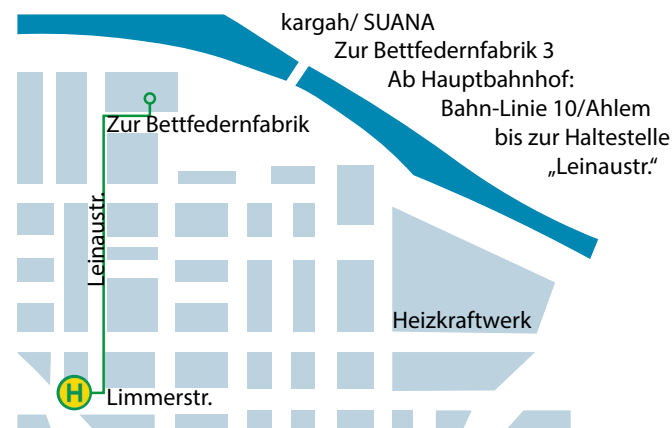 kargah/ SUANA
Zur Bettfedernfabrik 3
Ab Hauptbahnhof:
Bahn-Linie 10/Ahlem
bis zur Haltestelle
„Leinaustr.“
Zur Bettfedernfabrik
Leinaustr.
Heizkraftwerk
H
Limmerstr.